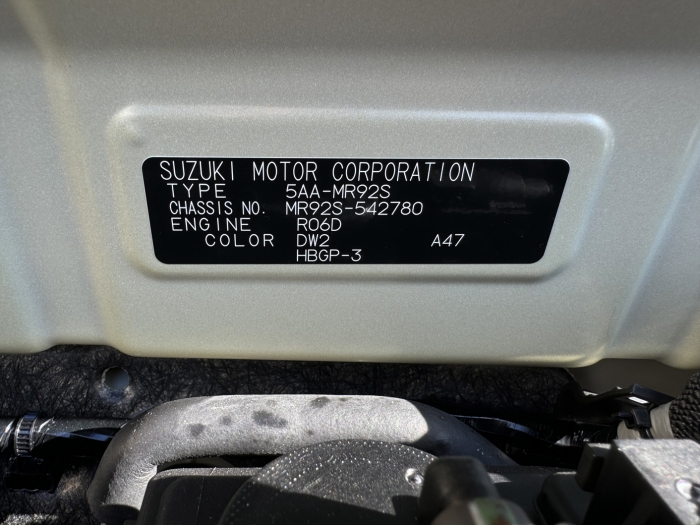 SUZUKI MOTOR CORPORATION
TYPE 5AA-MR92S
CHASSIS NO. MR92S-542780
ENGINE R06D
COLOR DW2 A47
HBGP-3